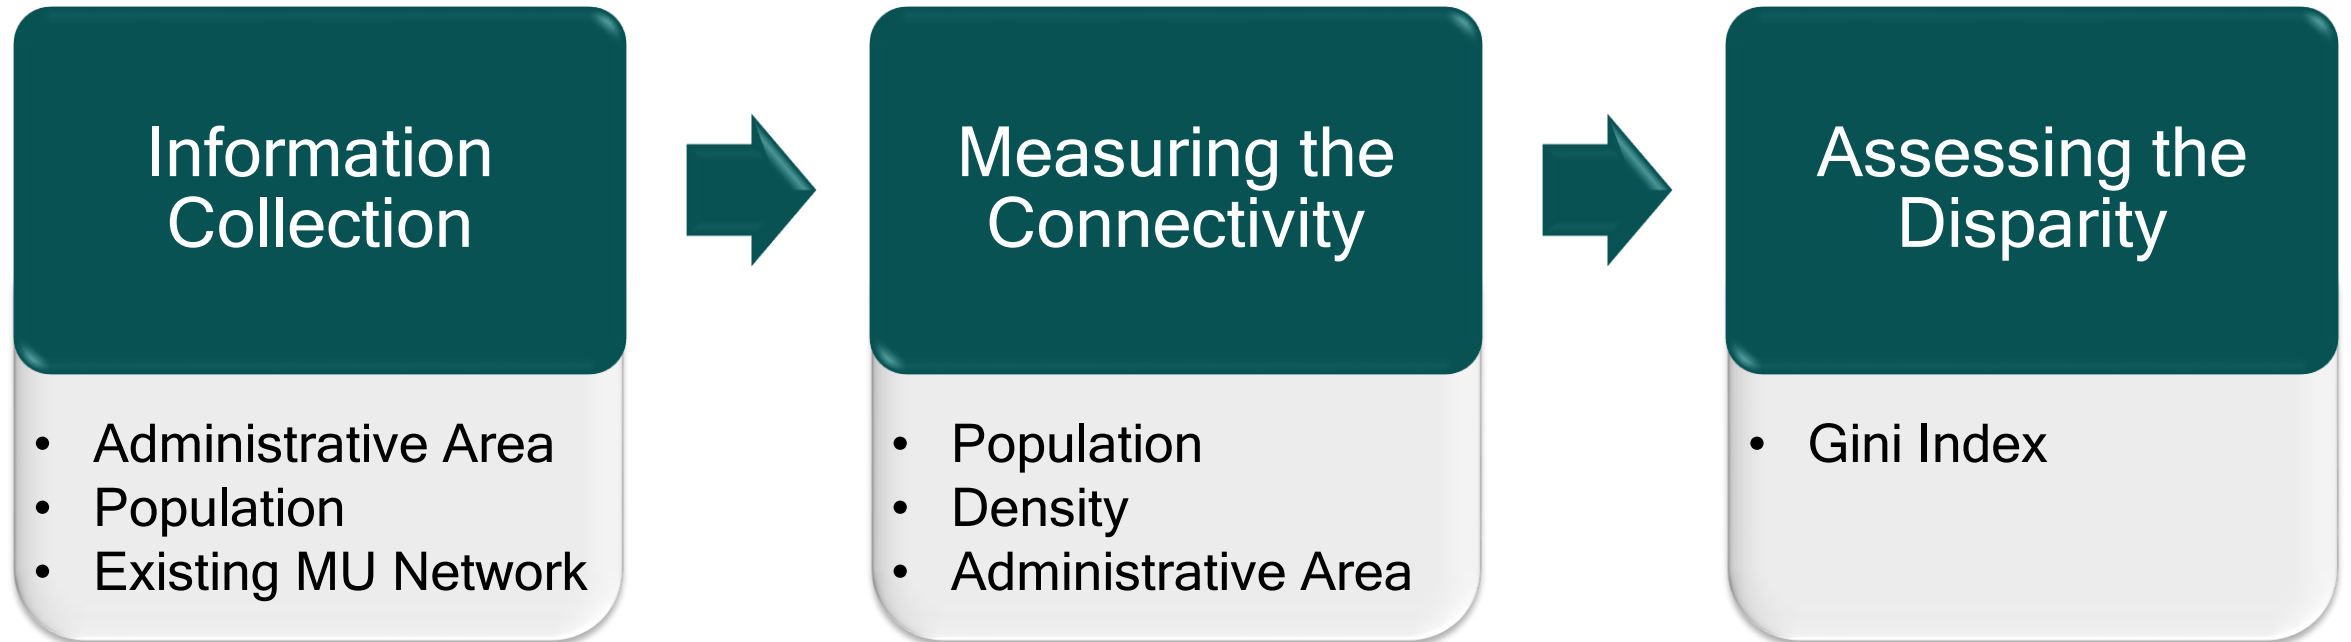 Information
Collection
• Administrative Area
• Population
• Existing MU Network
Measuring the
Connectivity
• Population
• Density
• Administrative Area
Assessing the
Disparity
• Gini Index